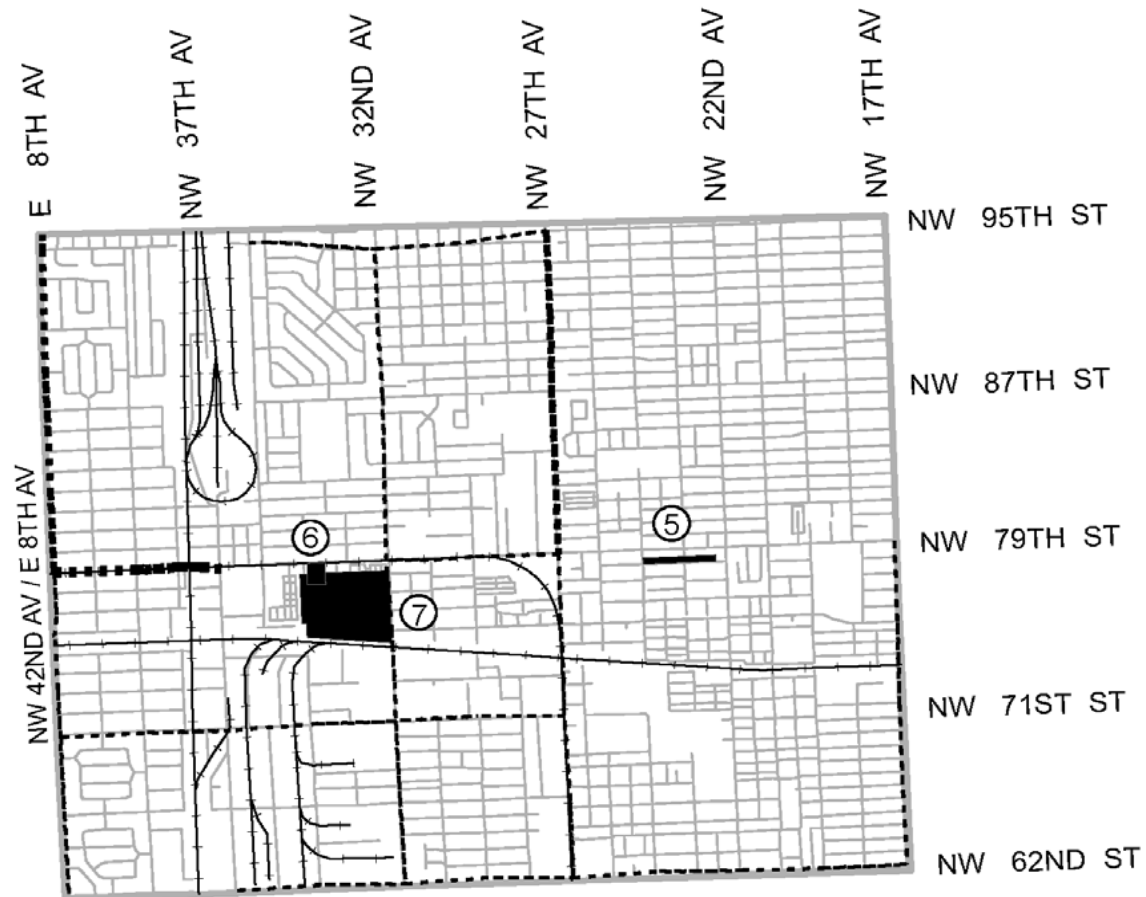 E 8TH AV
NW 37TH AV
NW 32ND AV
NW 27TH AV
NW 22ND AV
NW 17TH AV
NW 95TH ST
NW 87TH ST
NW 42ND AV / E 8TH AV
6
5
NW 79TH ST
7
NW 71ST ST
NW 62ND ST